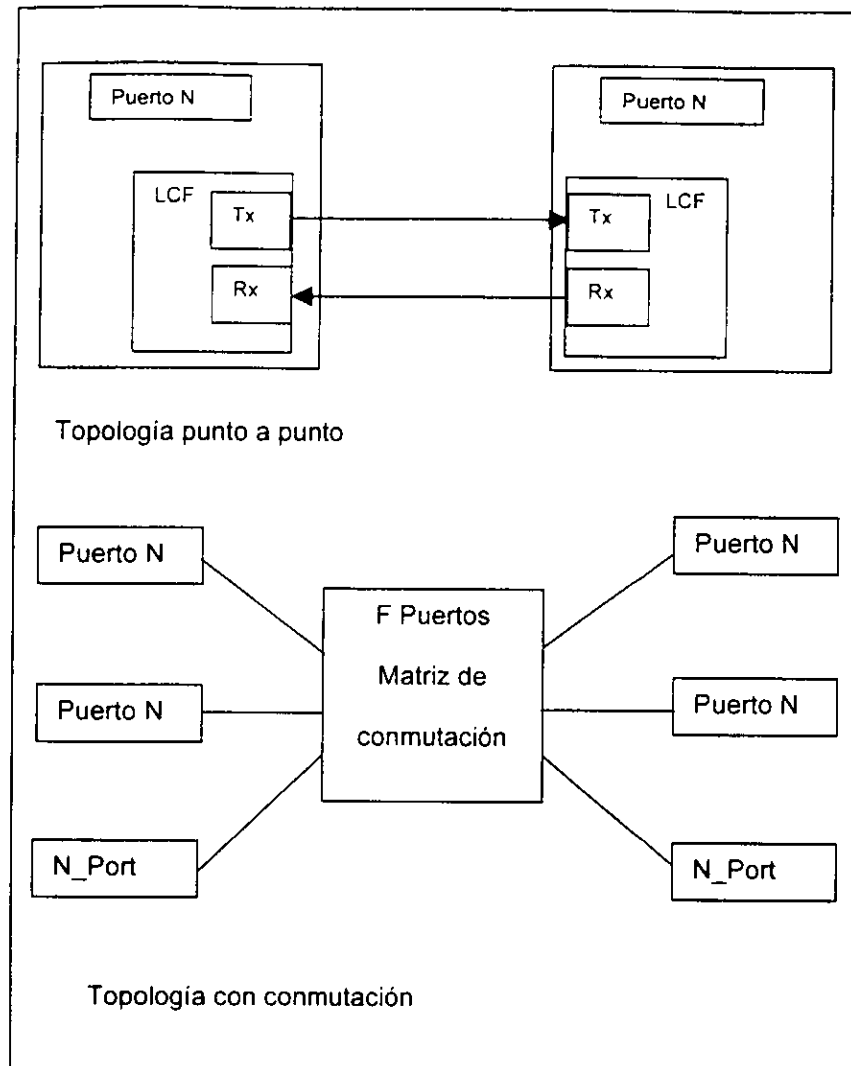 Puerto N
Puerto N
LCF
Tx
Rx
Tx
LCF
Rx
Topología punto a punto
Puerto N
Puerto N
F Puertos
Matriz de
conmutación
Puerto N
Puerto N
N_Port
N_Port
Topología con conmutación